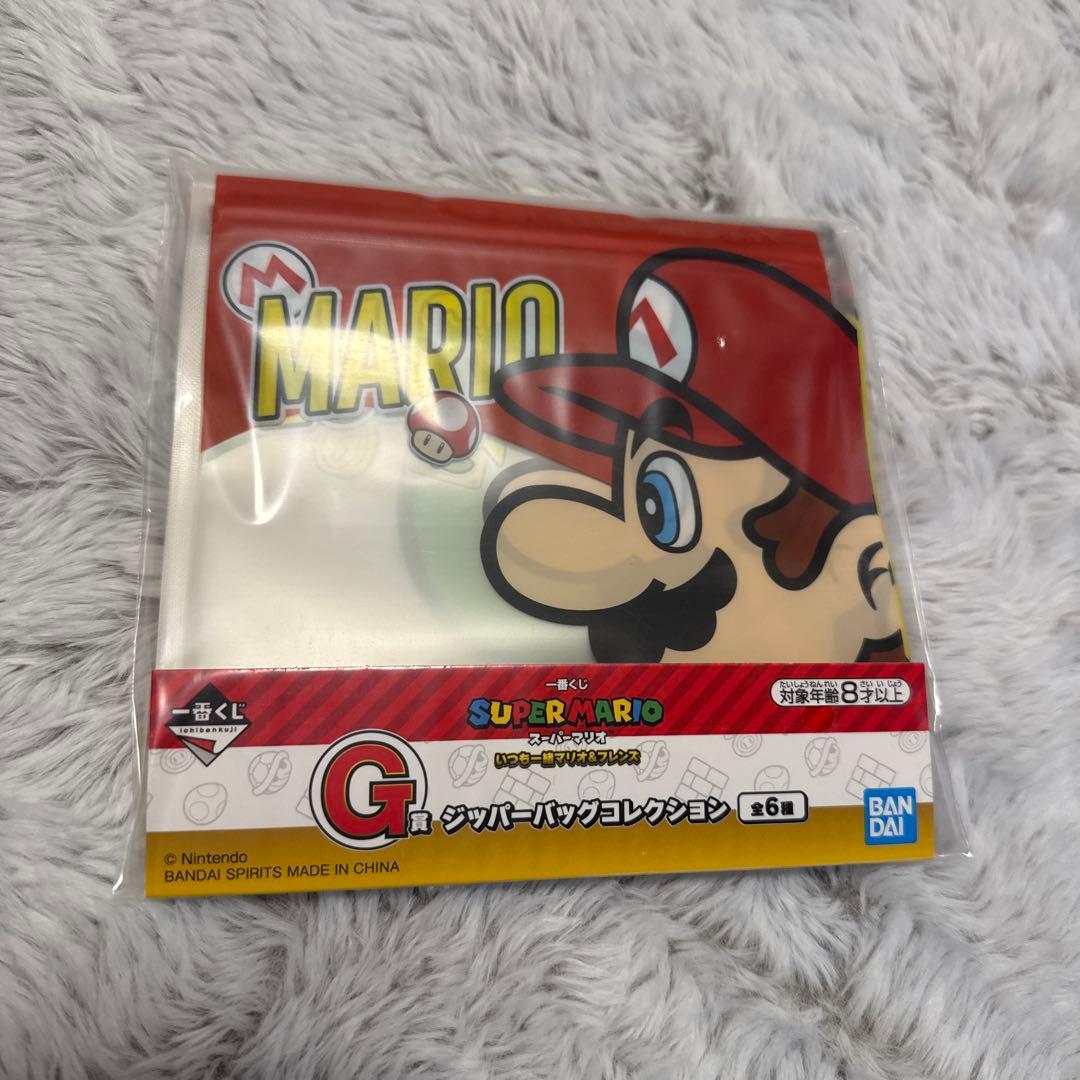 M
MARIO
一番くじ
ichibankuji
一番くじ
SUPER MARIO
スーパーマリオ™
いつも一緒マリオ&フレンズ
たいしょうねんれい さい いじょう
対象年齢8才以上
G賞 ジッパーバッグコレクション 全6種
BAN
DAI
© Nintendo
BANDAI SPIRITS MADE IN CHINA